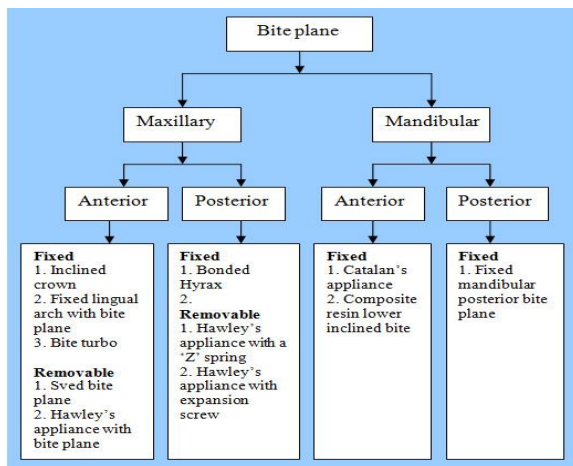 Bite plane
Maxillary
Mandibular
Anterior
Posterior
Anterior
Posterior
Fixed
1. Inclined
crown
2. Fixed lingual
arch with bite
plane
3. Bite turbo
Removable
1. Sved bite
plane
2. Hawley's
appliance with
bite plane
Fixed
1. Bonded
Hyrax
2.
Removable
1. Hawley's
appliance with a
'Z' spring
2. Hawley's
appliance with
expansion
screw
Fixed
1. Catalan's
appliance
2. Composite
resin lower
inclined bite
Fixed
1. Fixed
mandibular
posterior bite
plane